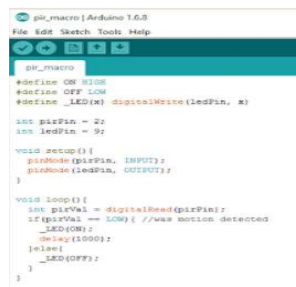 pir_macro | Arduino 1.6.8
File Edit Sketch Tools Help
pir_macro
#define ON HIGH
#define OFF LOW
#define _LED(x) digitalWrite(ledPin, x)
int pirPin = 2;
int ledPin = 9;
void setup(){
pinMode(pirPin, INPUT);
pinMode(ledPin, OUTPUT);
}
void loop(){
int pirVal = digitalRead(pirPin);
if(pirVal == LOW){ //was motion detected
_LED(ON);
delay(1000);
}else{
_LED(OFF);
}
}